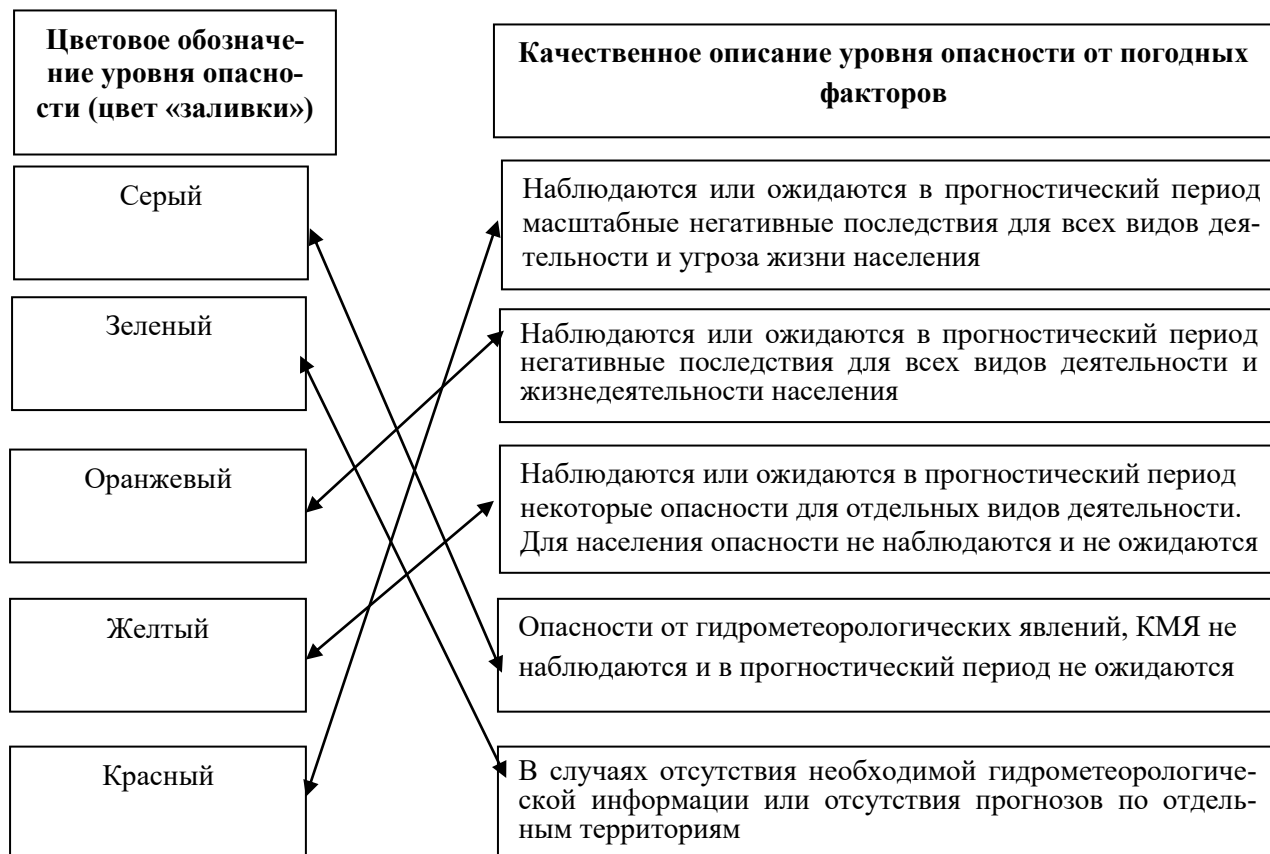 Цветовое обозначе-
ние уровня опасно-
сти (цвет «заливки»)
Качественное описание уровня опасности от погодных
факторов
Серый
Наблюдаются или ожидаются в прогностический период
масштабные негативные последствия для всех видов дея-
тельности и угроза жизни населения
Зеленый
Наблюдаются или ожидаются в прогностический период
негативные последствия для всех видов деятельности и
жизнедеятельности населения
Оранжевый
Наблюдаются или ожидаются в прогностический период
некоторые опасности для отдельных видов деятельности.
Для населения опасности не наблюдаются и не ожидаются
Желтый
Опасности от гидрометеорологических явлений, КМЯ не
наблюдаются и в прогностический период не ожидаются
Красный
В случаях отсутствия необходимой гидрометеорологиче-
ской информации или отсутствия прогнозов по отдель-
ным территориям